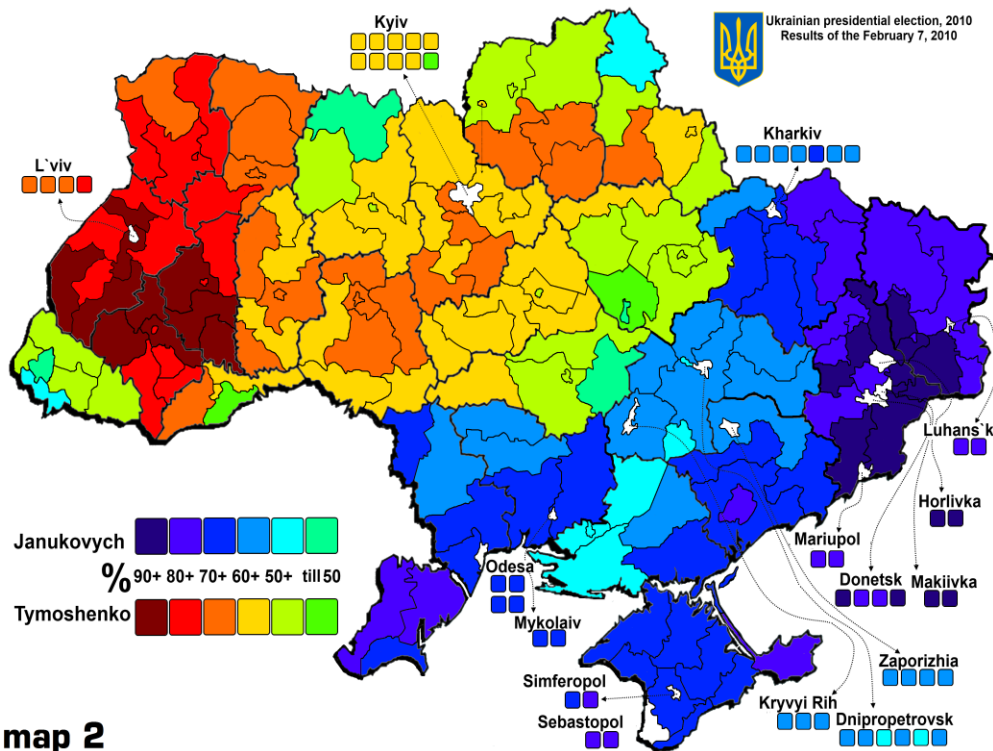 Kyiv
Ukrainian presidential election, 2010
Results of the February 7, 2010
Kharkiv
L`viv
Luhans`k
Horlivka
Mariupol
Donetsk
Makiivka
Janukovych
% 90+ 80+ 70+ 60+ 50+ till 50
Tymoshenko
Odesa
Mykolaiv
Zaporizhia
Simferopol
Kryvyi Rih
Sebastopol
Dnipropetrovsk
map 2